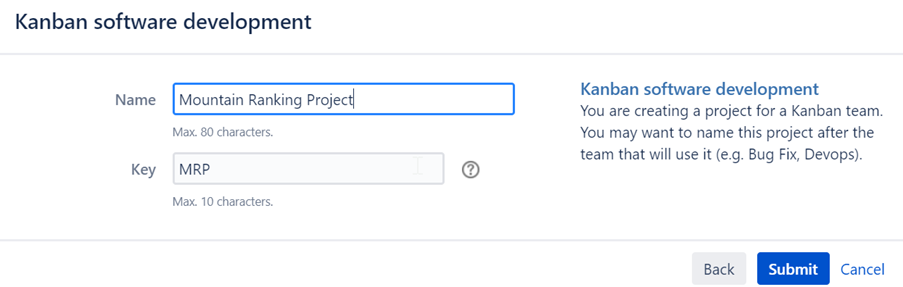 Kanban software development
Name
Mountain Ranking Project
Max. 80 characters.
Key
MRP
?
Max. 10 characters.
Kanban software development
You are creating a project for a Kanban team.
You may want to name this project after the
team that will use it (e.g. Bug Fix, Devops).
Back
Submit
Cancel